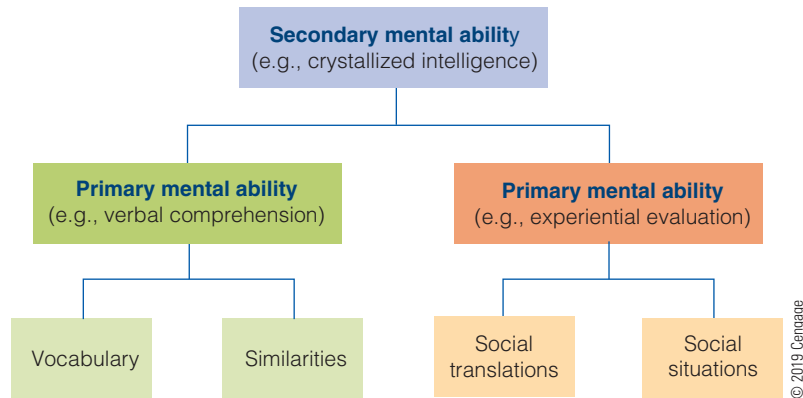 Secondary mental ability
(e.g., crystallized intelligence)
Primary mental ability
(e.g., verbal comprehension)
Primary mental ability
(e.g., experiential evaluation)
Vocabulary
Similarities
Social
translations
Social
situations
© 2019 Cengage